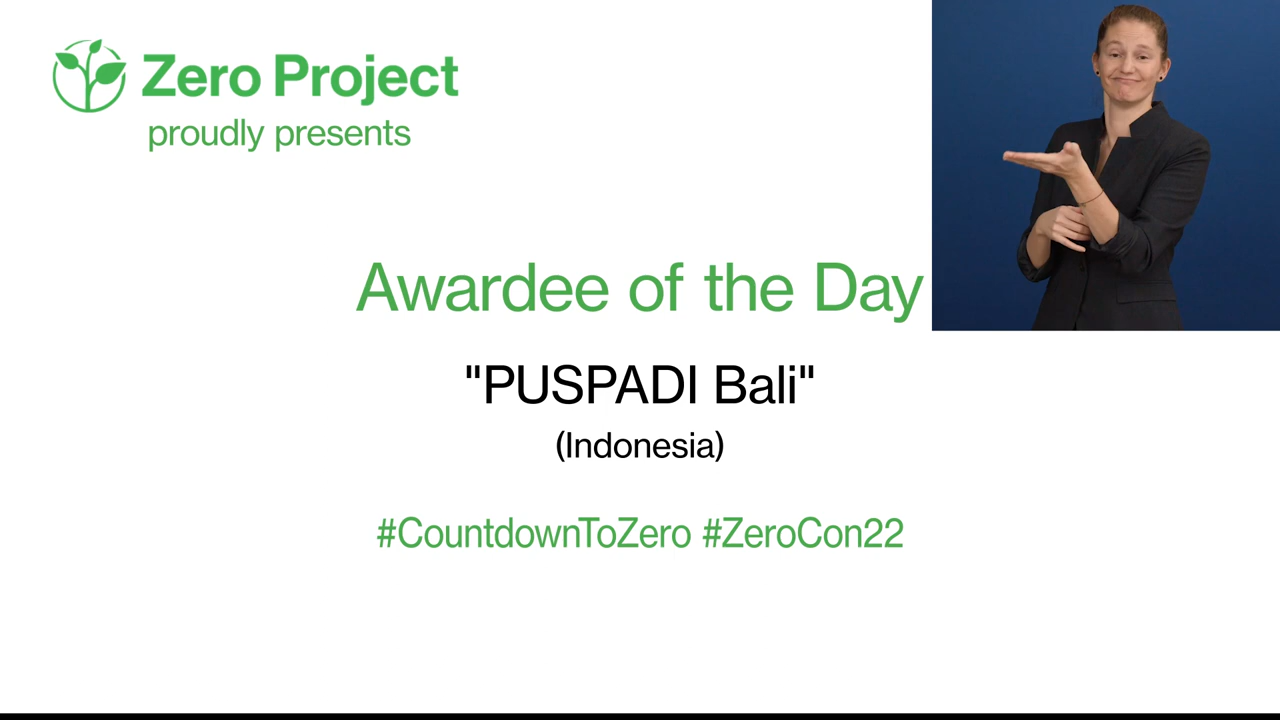 Zero Project
proudly presents
Awardee of the Day
"PUSPADI Bali"
(Indonesia)
#CountdownToZero #ZeroCon22